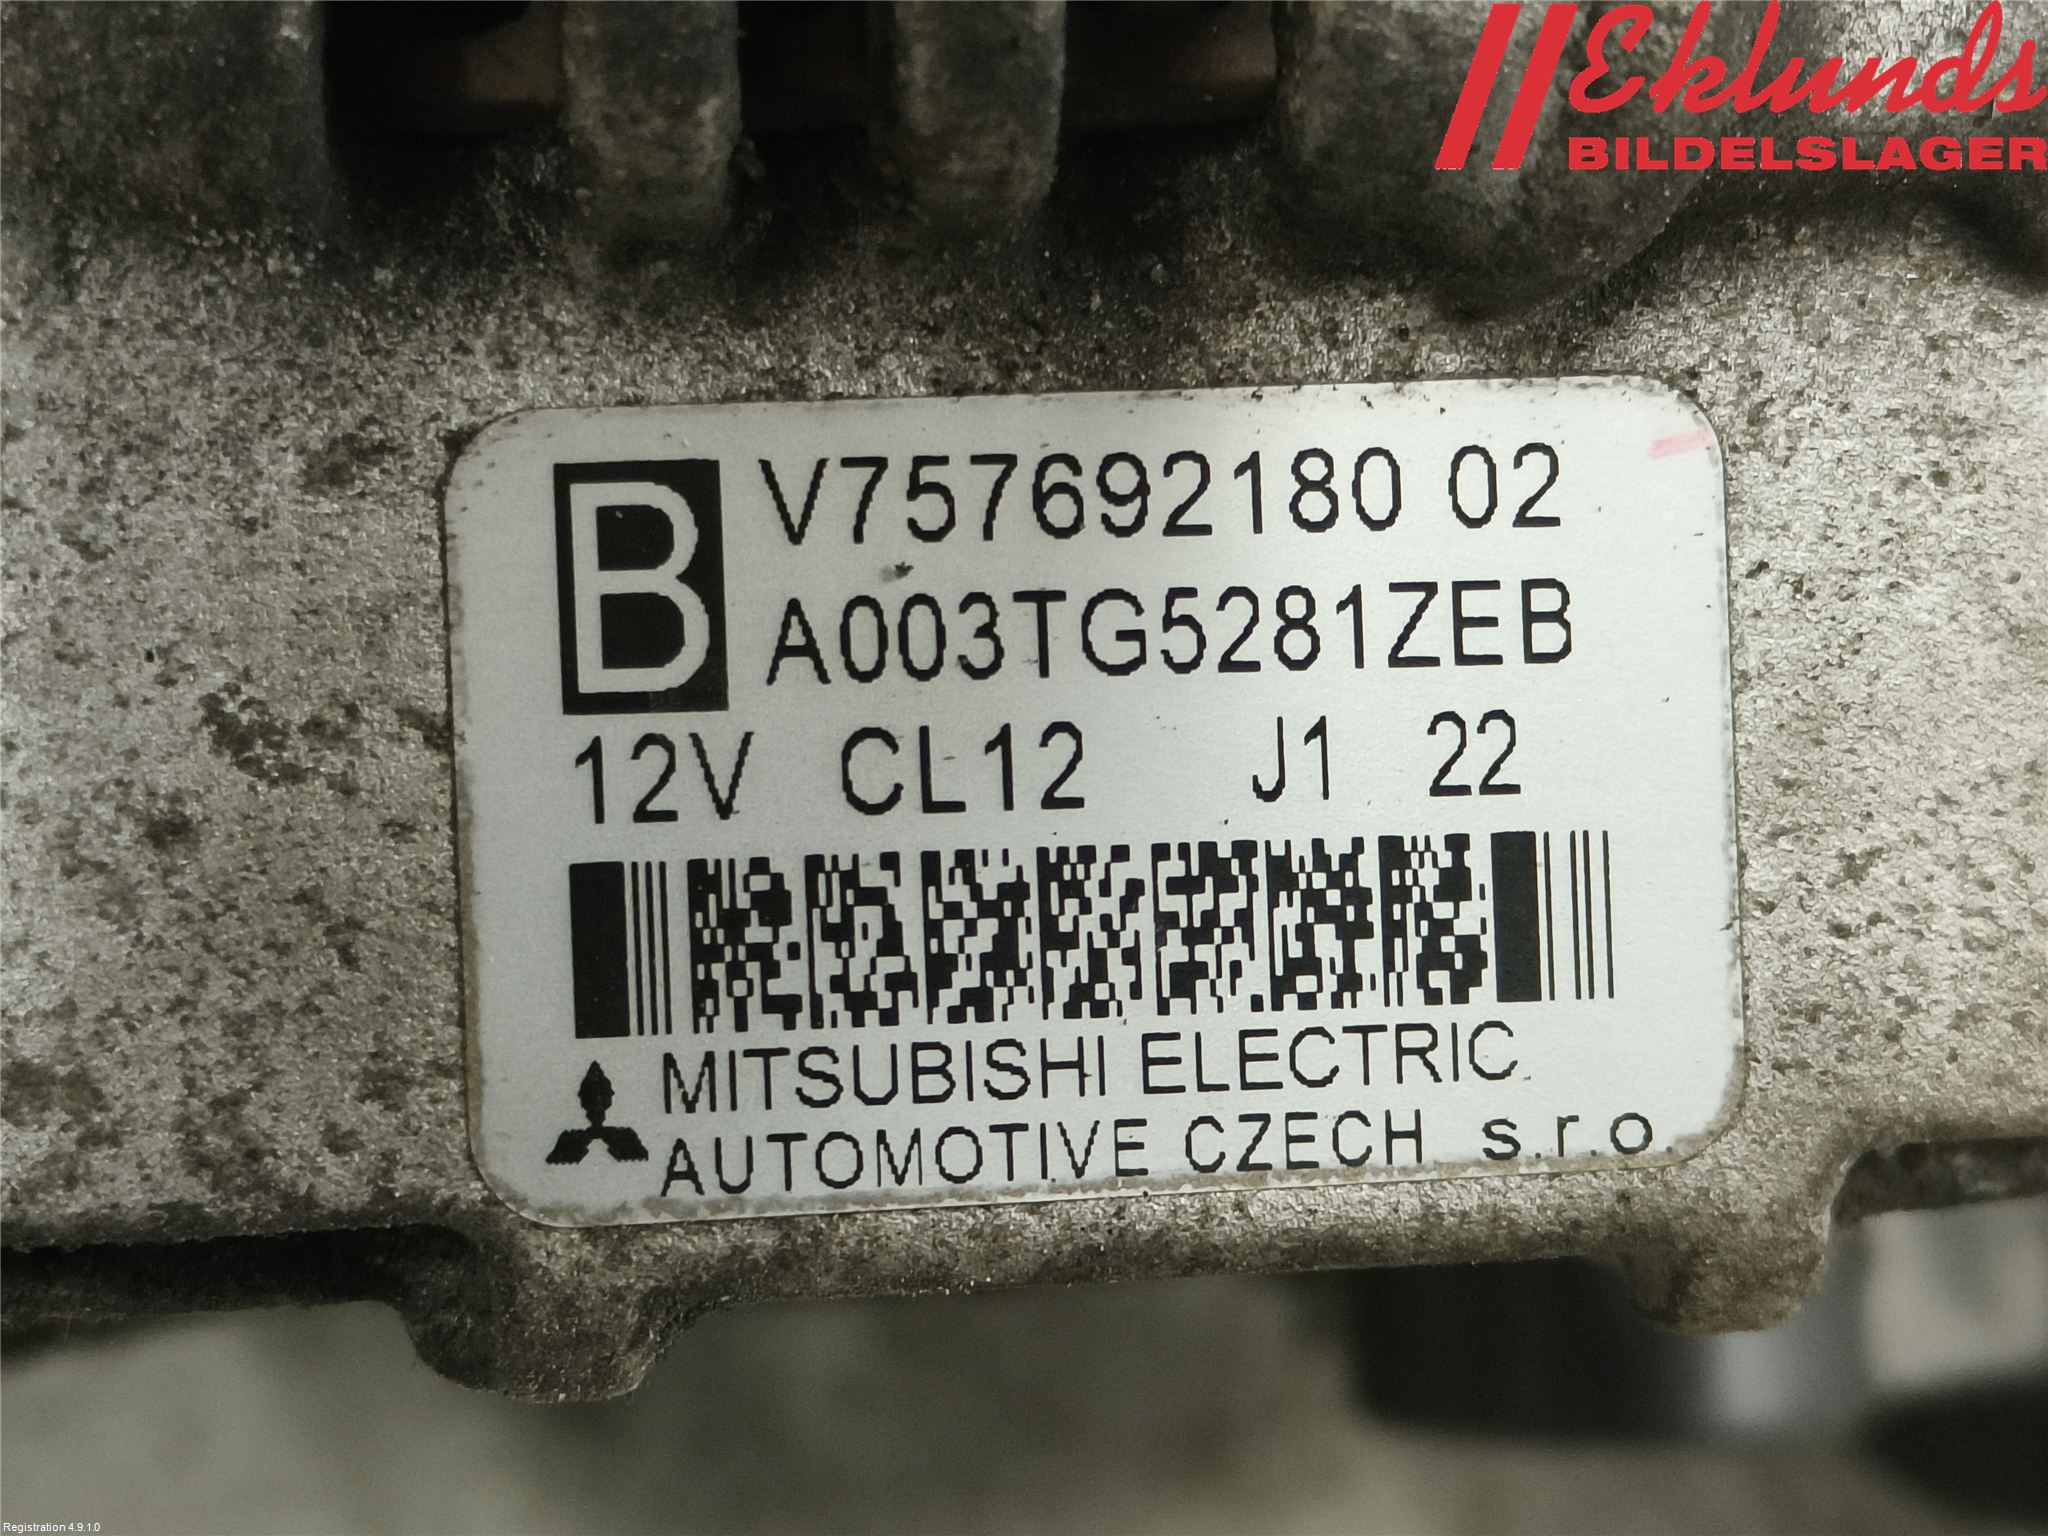 Eklunds
BILDELSLAGER
B
V757692180 02
A003TG5281ZEB
12V CL12 J1 22
MITSUBISHI ELECTRIC
AUTOMOTIVE CZECH s.r.o.
Registration 4.9.1.0